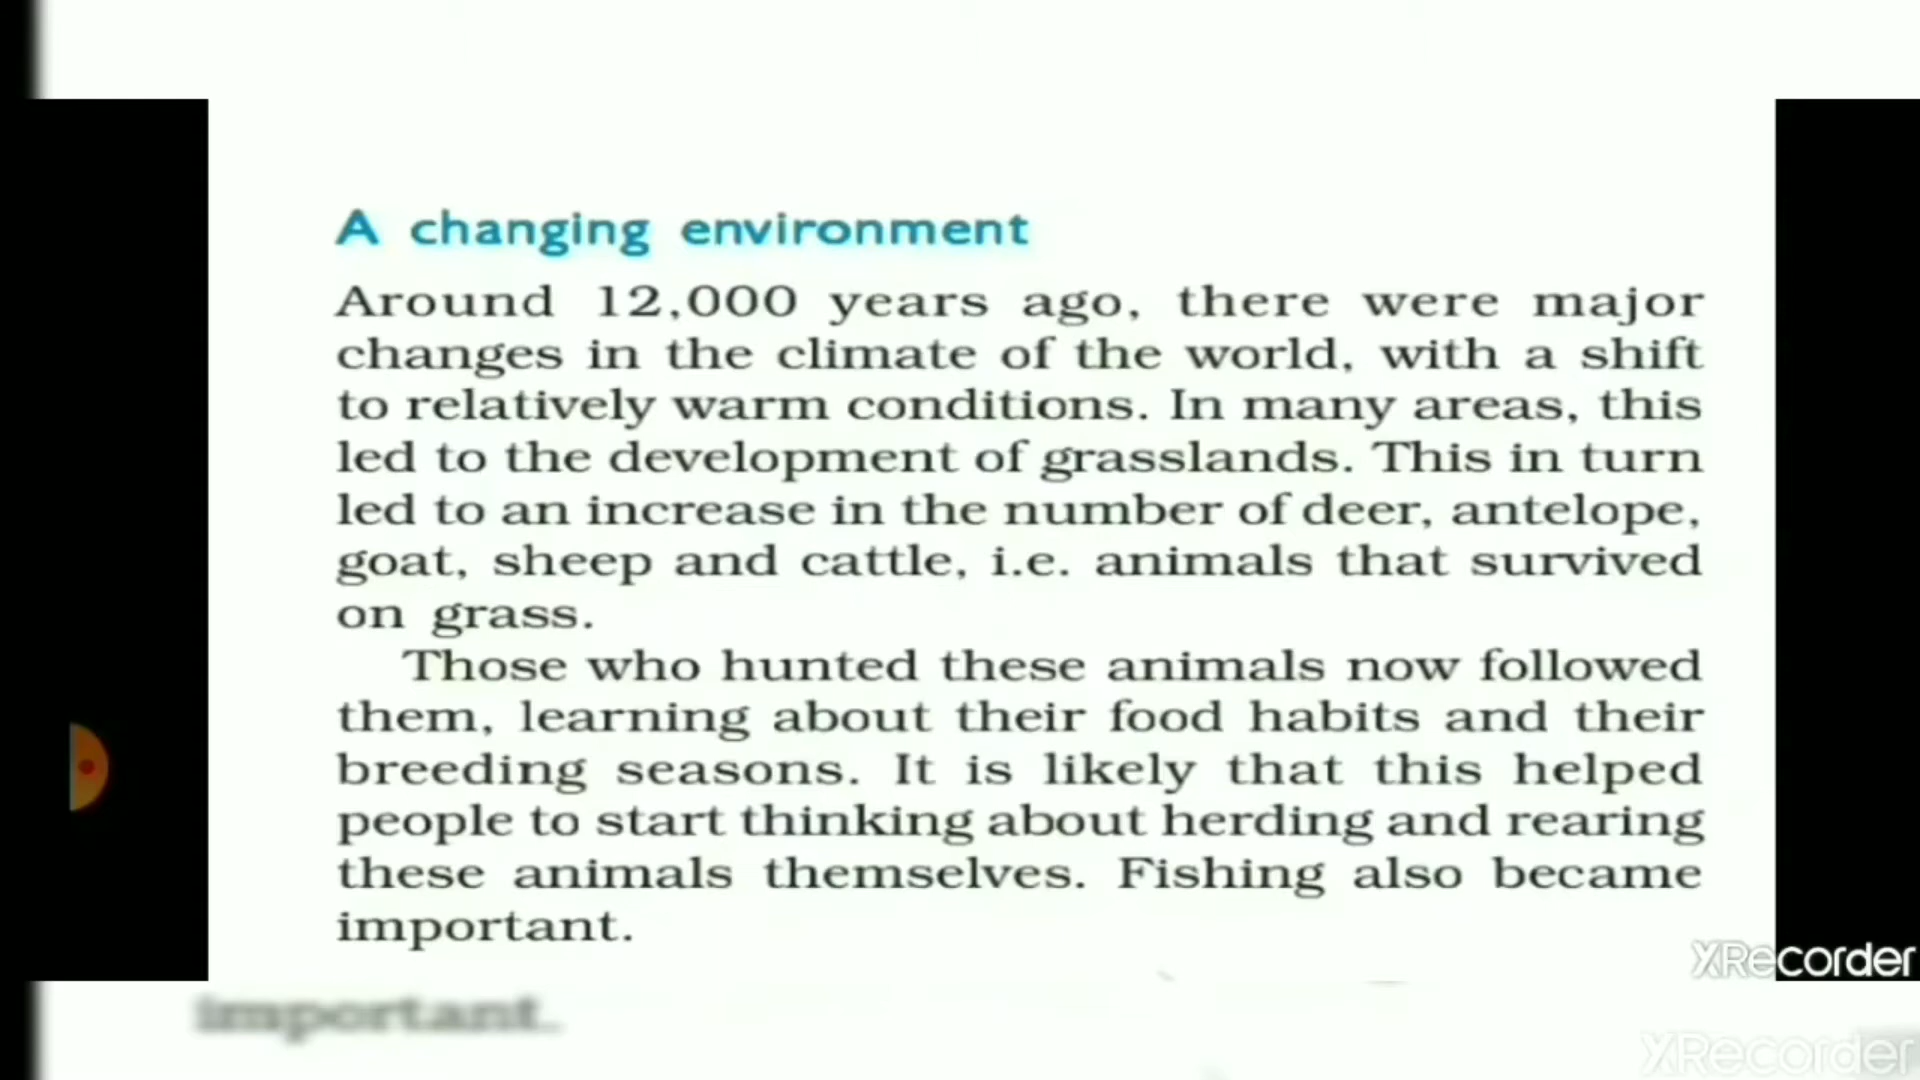 A changing environment
Around 12,000 years ago, there were major
changes in the climate of the world, with a shift
to relatively warm conditions. In many areas, this
led to the development of grasslands. This in turn
led to an increase in the number of deer, antelope,
goat, sheep and cattle, i.e. animals that survived
on grass.
Those who hunted these animals now followed
them, learning about their food habits and their
breeding seasons. It is likely that this helped
people to start thinking about herding and rearing
these animals themselves. Fishing also became
important.
XRecorder
important.
XRecorder